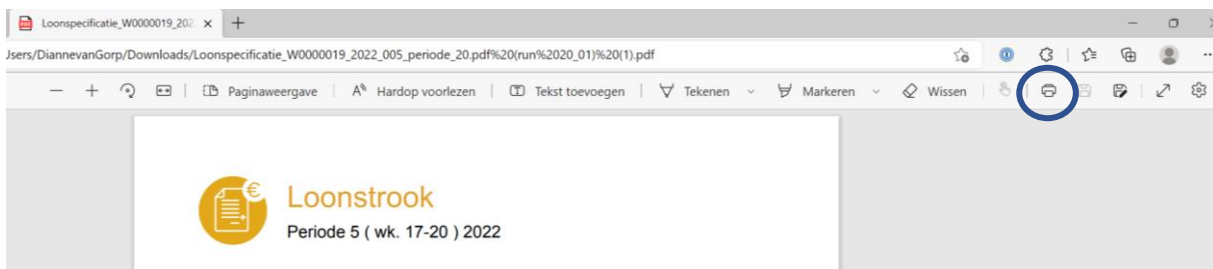 Loonspecificatie_W0000019_202
Jsers/DiannevanGorp/Downloads/Loonspecificatie_W0000019_2022_005_periode_20.pdf%20(run%2020_01)%20(1).pdf
Paginaweergave A Hardop voorlezen T Tekst toevoegen Tekenen Markeren Wissen
€ Loonstrook
Periode 5 ( wk. 17-20 ) 2022